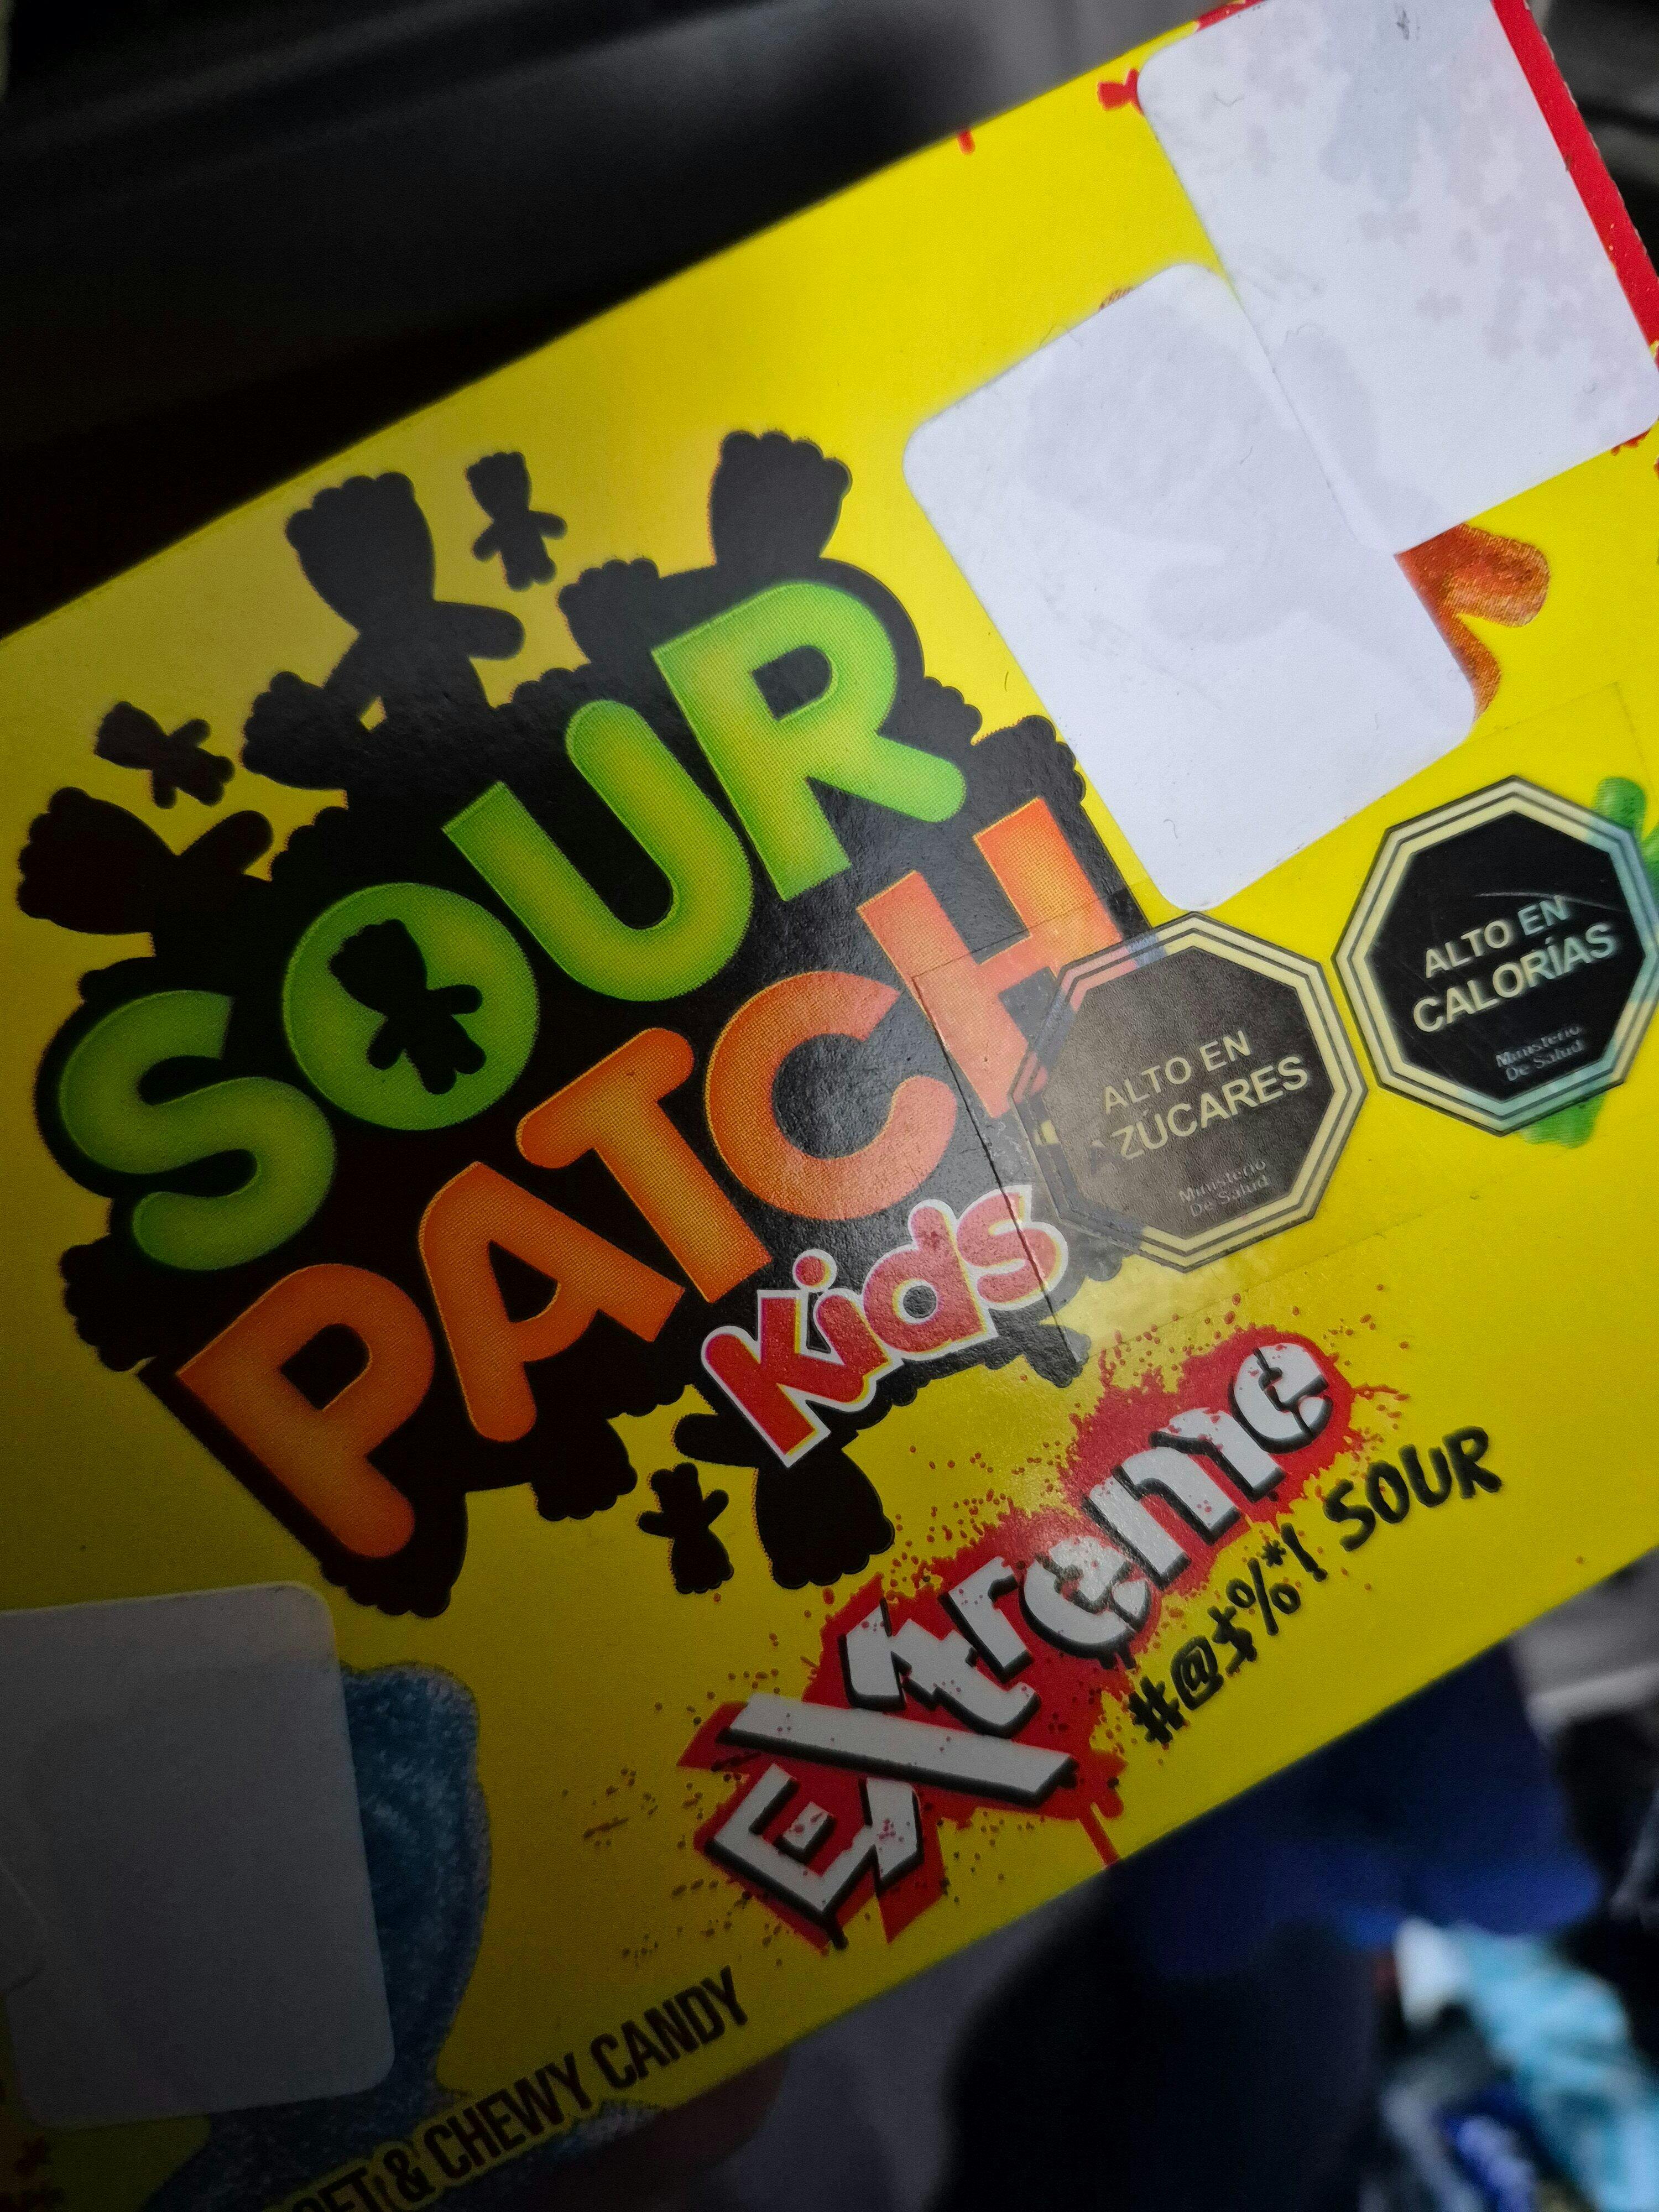 SOUR
PATCH
Kids
ALTO EN
AZÚCARES
Ministerio
De Salud
ALTO EN
CALORÍAS
Ministerio
De Salud
Extreme
#@$%*! SOUR
& CHEWY CANDY